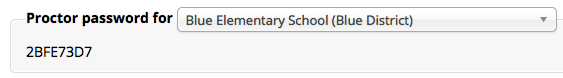 Proctor password for Blue Elementary School (Blue District)
2BFE73D7